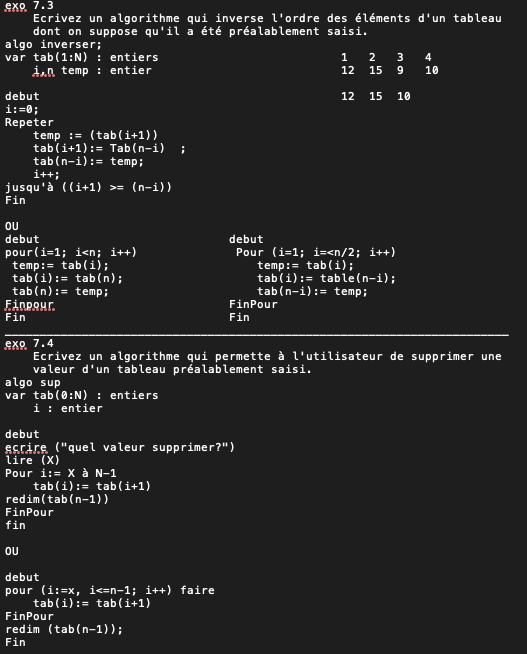 exo 7.3
Ecrivez un algorithme qui inverse l'ordre des éléments d'un tableau
dont on suppose qu'il a été préalablement saisi.
algo inverser;
var tab(1:N) : entiers 1 2 3 4
i,n temp : entier 12 15 9 10
debut 12 15 10
i:=0;
Repeter
temp := (tab(i+1))
tab(i+1):= Tab(n-i) ;
tab(n-i):= temp;
i++;
jusqu'à ((i+1) >= (n-i))
Fin
OU
debut
pour(i=1; i<n; i++)
temp:= tab(i);
tab(i):= tab(n);
tab(n):= temp;
Finpour
Fin
debut
Pour (i=1; i=<n/2; i++)
temp:= tab(i);
tab(i):= table(n-i);
tab(n-i):= temp;
FinPour
Fin
exo 7.4
Ecrivez un algorithme qui permette à l'utilisateur de supprimer une
valeur d'un tableau préalablement saisi.
algo sup
var tab(0:N) : entiers
i : entier
debut
ecrire ("quel valeur supprimer?")
lire (X)
Pour i:= X à N-1
tab(i):= tab(i+1)
redim(tab(n-1))
FinPour
fin
OU
debut
pour (i:=x, i<=n-1; i++) faire
tab(i):= tab(i+1)
FinPour
redim (tab(n-1));
Fin